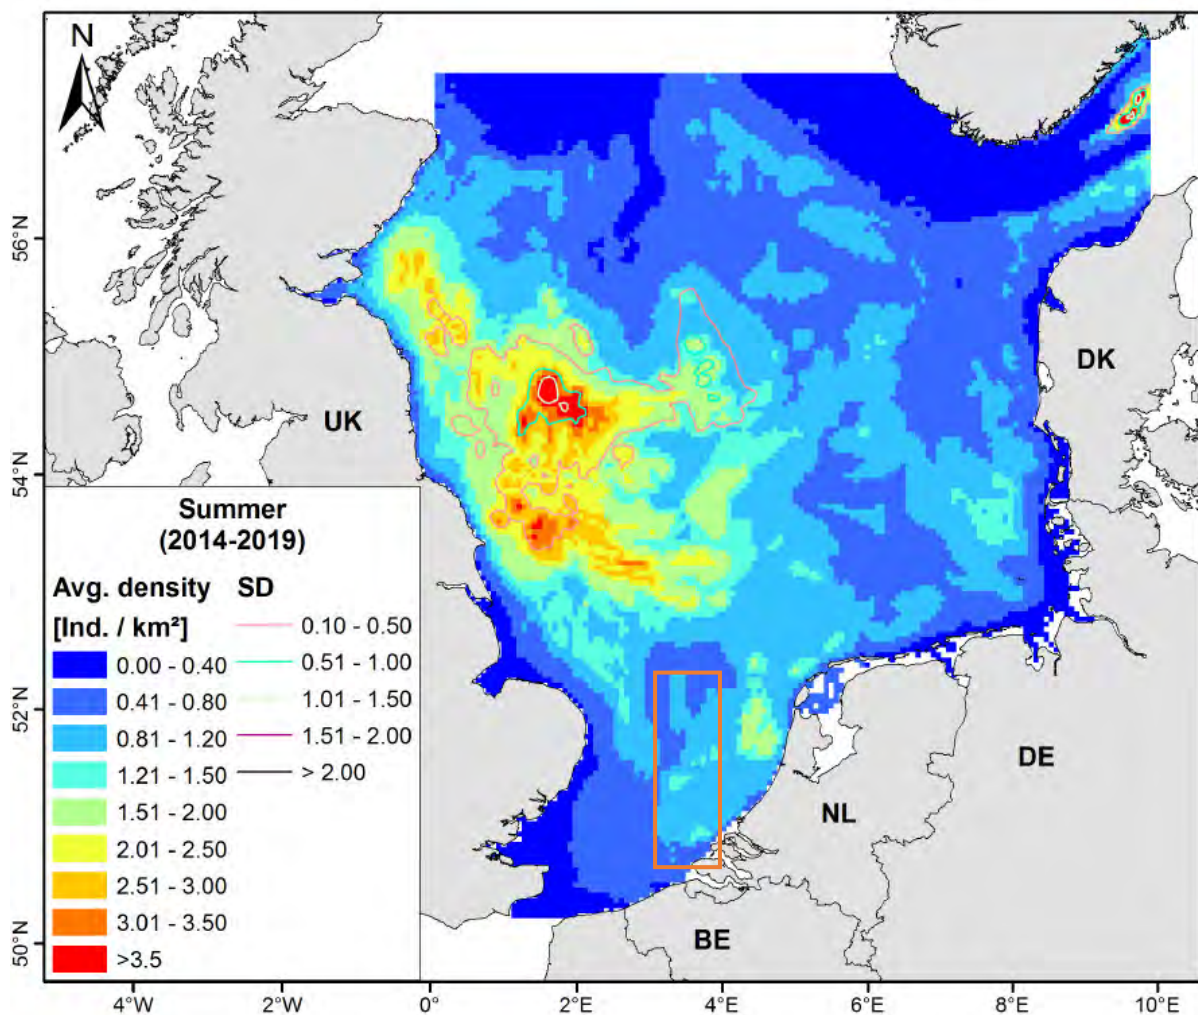 N
56°N
54°N
52°N
50°N
UK
DK
DE
NL
BE
Summer
(2014-2019)
Avg. density SD
[Ind. / km²]
0.10 - 0.50
0.00 - 0.40
0.51 - 1.00
0.41 - 0.80
1.01 - 1.50
0.81 - 1.20
1.51 - 2.00
1.21 - 1.50
> 2.00
1.51 - 2.00
2.01 - 2.50
2.51 - 3.00
3.01 - 3.50
>3.5
4°W 2°W 0° 2°E 4°E 6°E 8°E 10°E